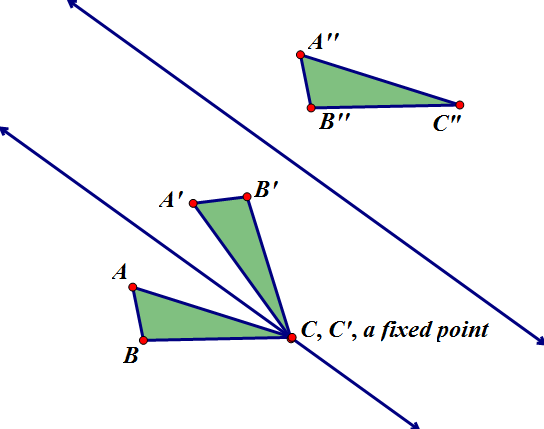 A″
B″
C″
A′
B′
A
C, C′, a fixed point
B